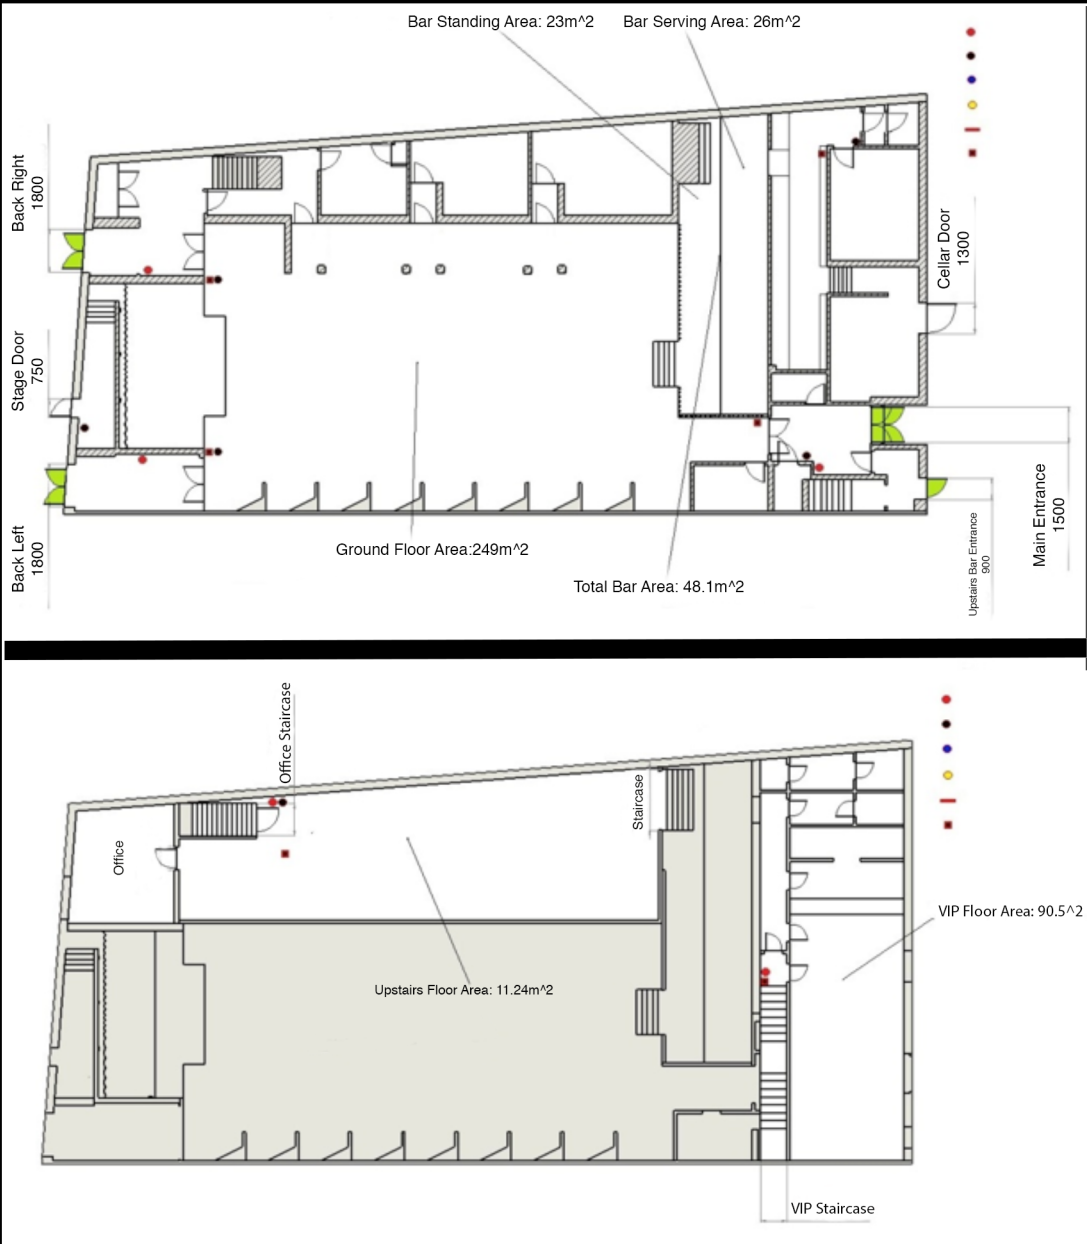 Bar Standing Area: 23m^2
Bar Serving Area: 26m^2
Back Right
1800
Cellar Door
1300
Stage Door
750
Back Left
1800
Main Entrance
1500
Upstairs Bar Entrance
900
Ground Floor Area:249m^2
Total Bar Area: 48.1m^2
Office Staircase
Staircase
Office
VIP Floor Area: 90.5^2
Upstairs Floor Area: 11.24m^2
VIP Staircase